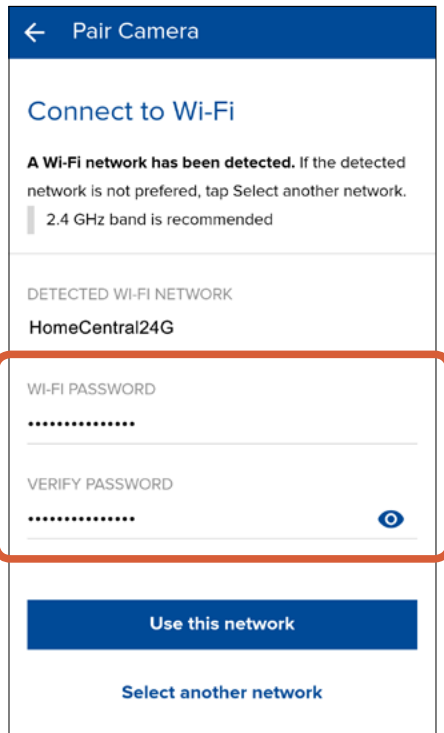 Pair Camera
Connect to Wi-Fi
A Wi-Fi network has been detected. If the detected
network is not prefered, tap Select another network.
2.4 GHz band is recommended
DETECTED WI-FI NETWORK
HomeCentral24G
WI-FI PASSWORD
•••••••••••••••
VERIFY PASSWORD
•••••••••••••••
Use this network
Select another network